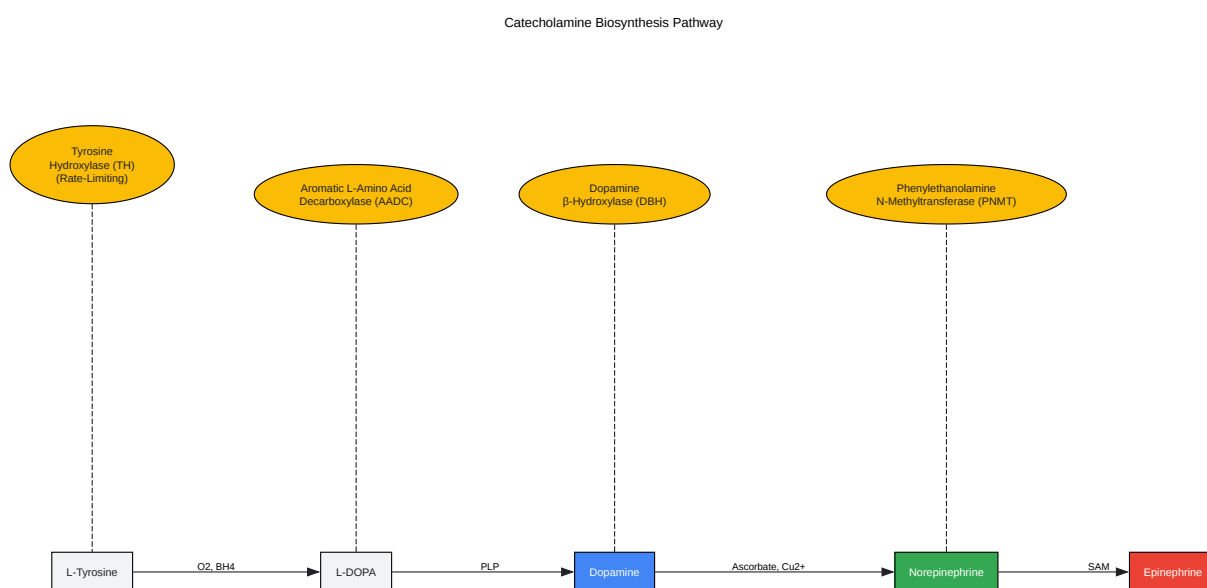 Catecholamine Biosynthesis Pathway
Tyrosine
Hydroxylase (TH)
(Rate-Limiting)
Aromatic L-Amino Acid
Decarboxylase (AADC)
Dopamine
β-Hydroxylase (DBH)
Phenylethanolamine
N-Methyltransferase (PNMT)
L-Tyrosine
O2, BH4
L-DOPA
PLP
Dopamine
Ascorbate, Cu2+
Norepinephrine
SAM
Epinephrine